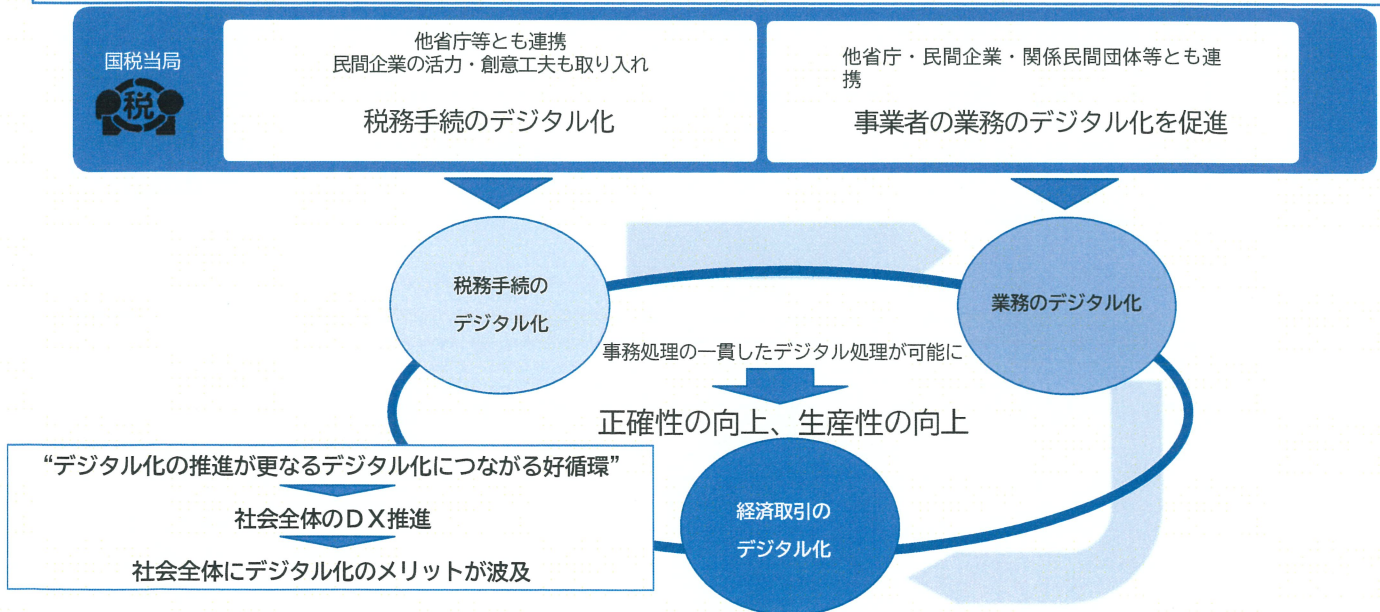 国税当局
税
他省庁等とも連携
民間企業の活力・創意工夫も取り入れ
税務手続のデジタル化
他省庁・民間企業・関係民間団体等とも連
携
事業者の業務のデジタル化を促進
税務手続の
デジタル化
業務のデジタル化
事務処理の一貫したデジタル処理が可能に
正確性の向上、生産性の向上
“デジタル化の推進が更なるデジタル化につながる好循環”
社会全体のＤＸ推進
社会全体にデジタル化のメリットが波及
経済取引の
デジタル化